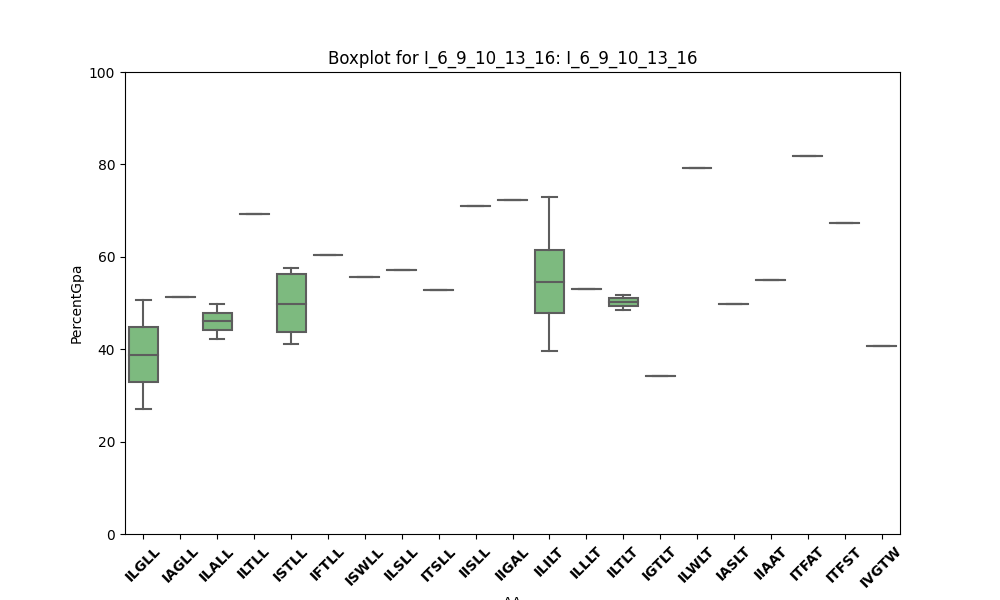 Boxplot for I_6_9_10_13_16: I_6_9_10_13_16
PercentGpa
100
80
60
40
20
0
ILGLL
IAGLL
ILALL
ILTLL
ISTLL
IFTLL
ISWLL
ILSLL
ITSLL
IISLL
IIGAL
ILILT
ILLLT
ILTLT
IGTLT
ILWLT
IASLT
IIAAT
ITFAT
ITFST
IVGTW
AA